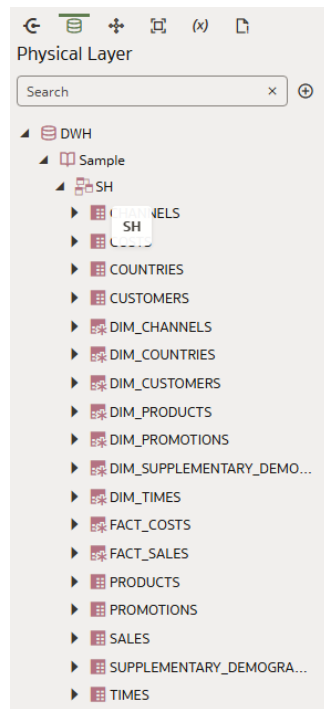 (x)
Physical Layer
Search
DWH
Sample
SH
CHANNELS
SH
COUNTRIES
CUSTOMERS
DIM_CHANNELS
DIM_COUNTRIES
DIM_CUSTOMERS
DIM_PRODUCTS
DIM_PROMOTIONS
DIM_SUPPLEMENTARY_DEMO...
DIM_TIMES
FACT_COSTS
FACT_SALES
PRODUCTS
PROMOTIONS
SALES
SUPPLEMENTARY_DEMOGRA...
TIMES